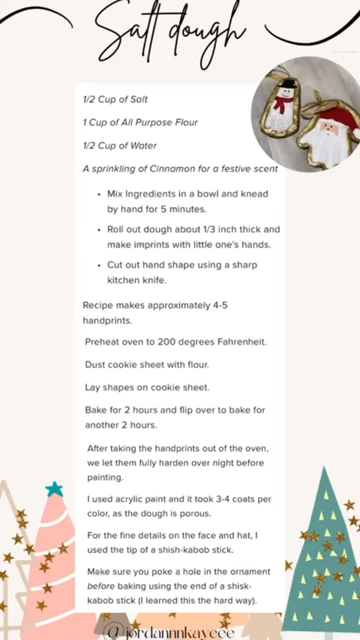 Salt dough
1/2 Cup of Salt
1 Cup of All Purpose Flour
1/2 Cup of Water
A sprinkling of Cinnamon for a festive scent
• Mix Ingredients in a bowl and knead
by hand for 5 minutes.
• Roll out dough about 1/3 inch thick and
make imprints with little one's hands.
• Cut out hand shape using a sharp
kitchen knife.
Recipe makes approximately 4-5
handprints.
Preheat oven to 200 degrees Fahrenheit.
Dust cookie sheet with flour.
Lay shapes on cookie sheet.
Bake for 2 hours and flip over to bake for
another 2 hours.
After taking the handprints out of the oven,
we let them fully harden over night before
painting.
I used acrylic paint and it took 3-4 coats per
color, as the dough is porous.
For the fine details on the face and hat, I
used the tip of a shish-kabob stick.
Make sure you poke a hole in the ornament
before baking using the end of a shisk-
kabob stick (I learned this the hard way).
@jordannnkayeee